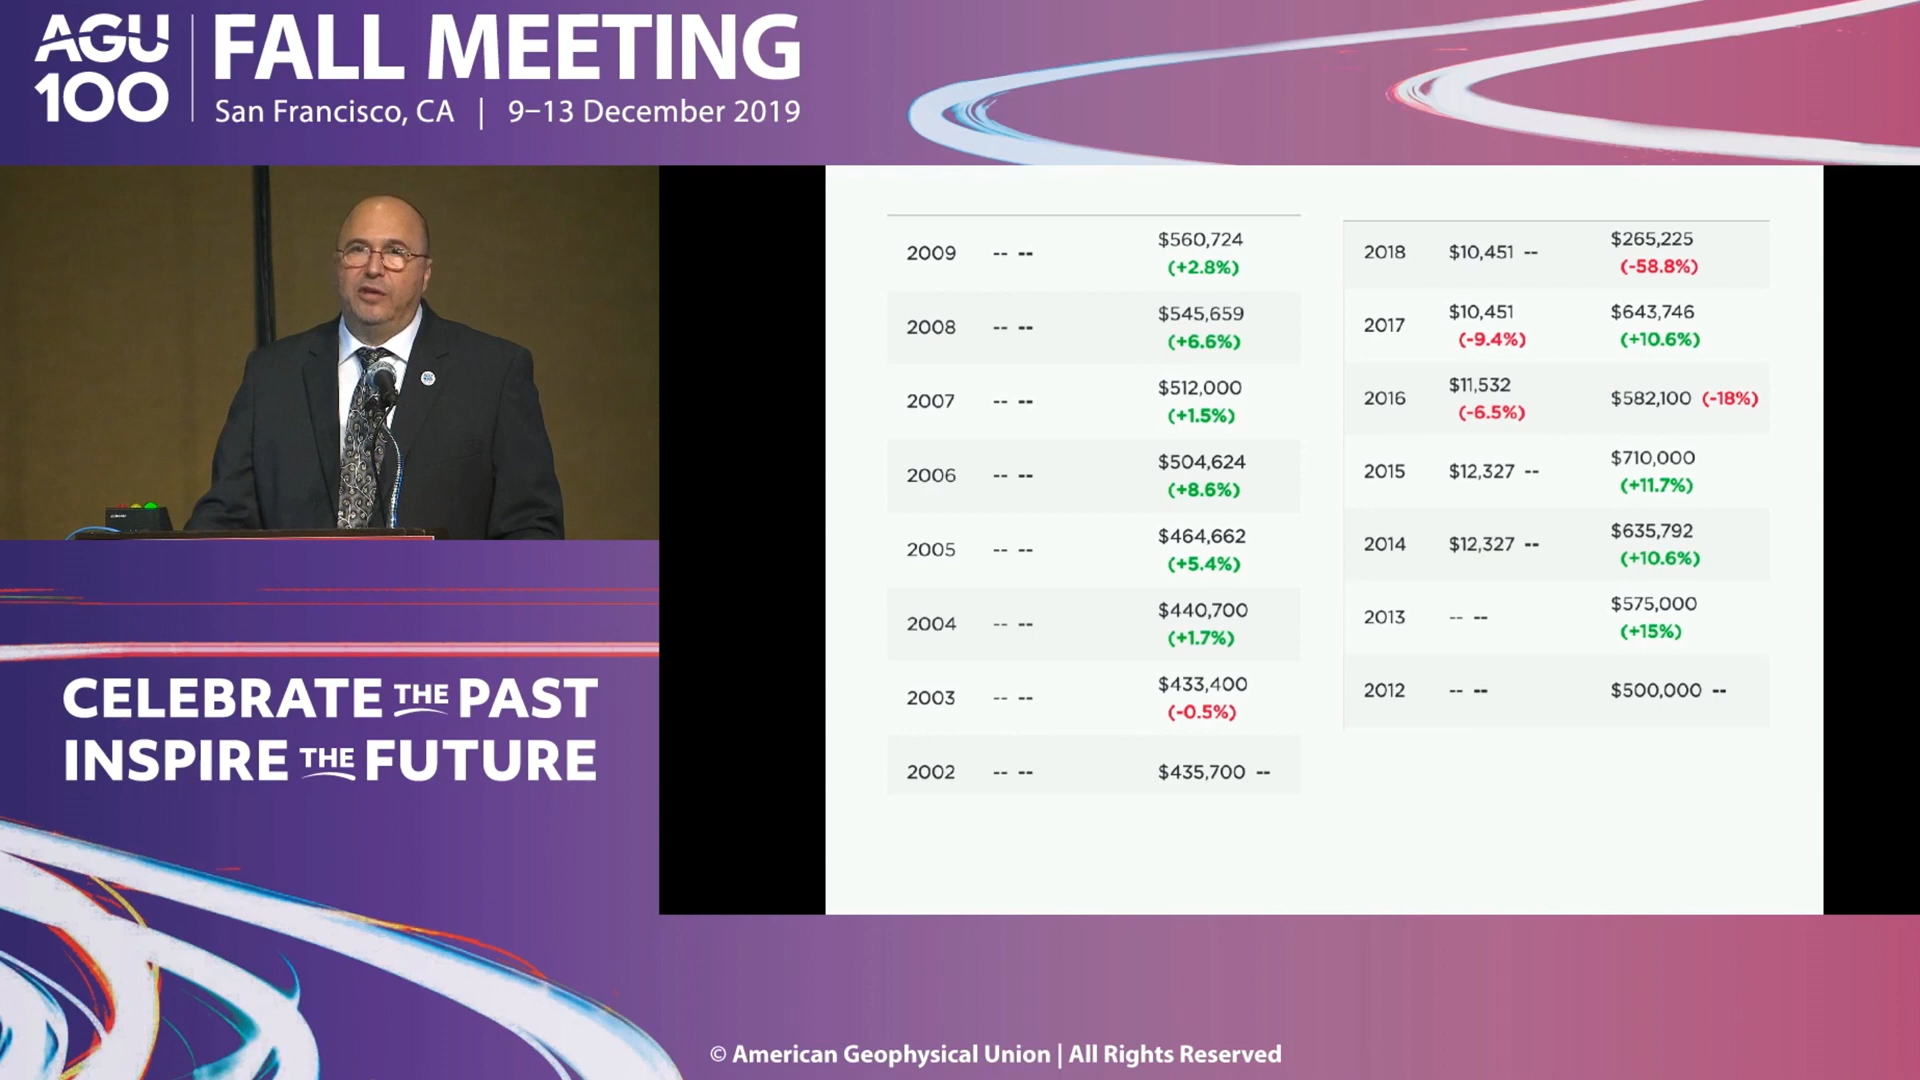 AGU
100
FALL MEETING
San Francisco, CA | 9–13 December 2019
2009 -- -- $560,724
(+2.8%)
2008 -- -- $545,659
(+6.6%)
2007 -- -- $512,000
(+1.5%)
2006 -- -- $504,624
(+8.6%)
2005 -- -- $464,662
(+5.4%)
2004 -- -- $440,700
(+1.7%)
2003 -- -- $433,400
(-0.5%)
2002 -- -- $435,700 --
2018 $10,451 -- $265,225
(-58.8%)
2017 $10,451 $643,746
(-9.4%) (+10.6%)
2016 $11,532 $582,100 (-18%)
(-6.5%)
2015 $12,327 -- $710,000
(+11.7%)
2014 $12,327 -- $635,792
(+10.6%)
2013 -- -- $575,000
(+15%)
2012 -- -- $500,000 --
CELEBRATE THE PAST
INSPIRE THE FUTURE
© American Geophysical Union | All Rights Reserved